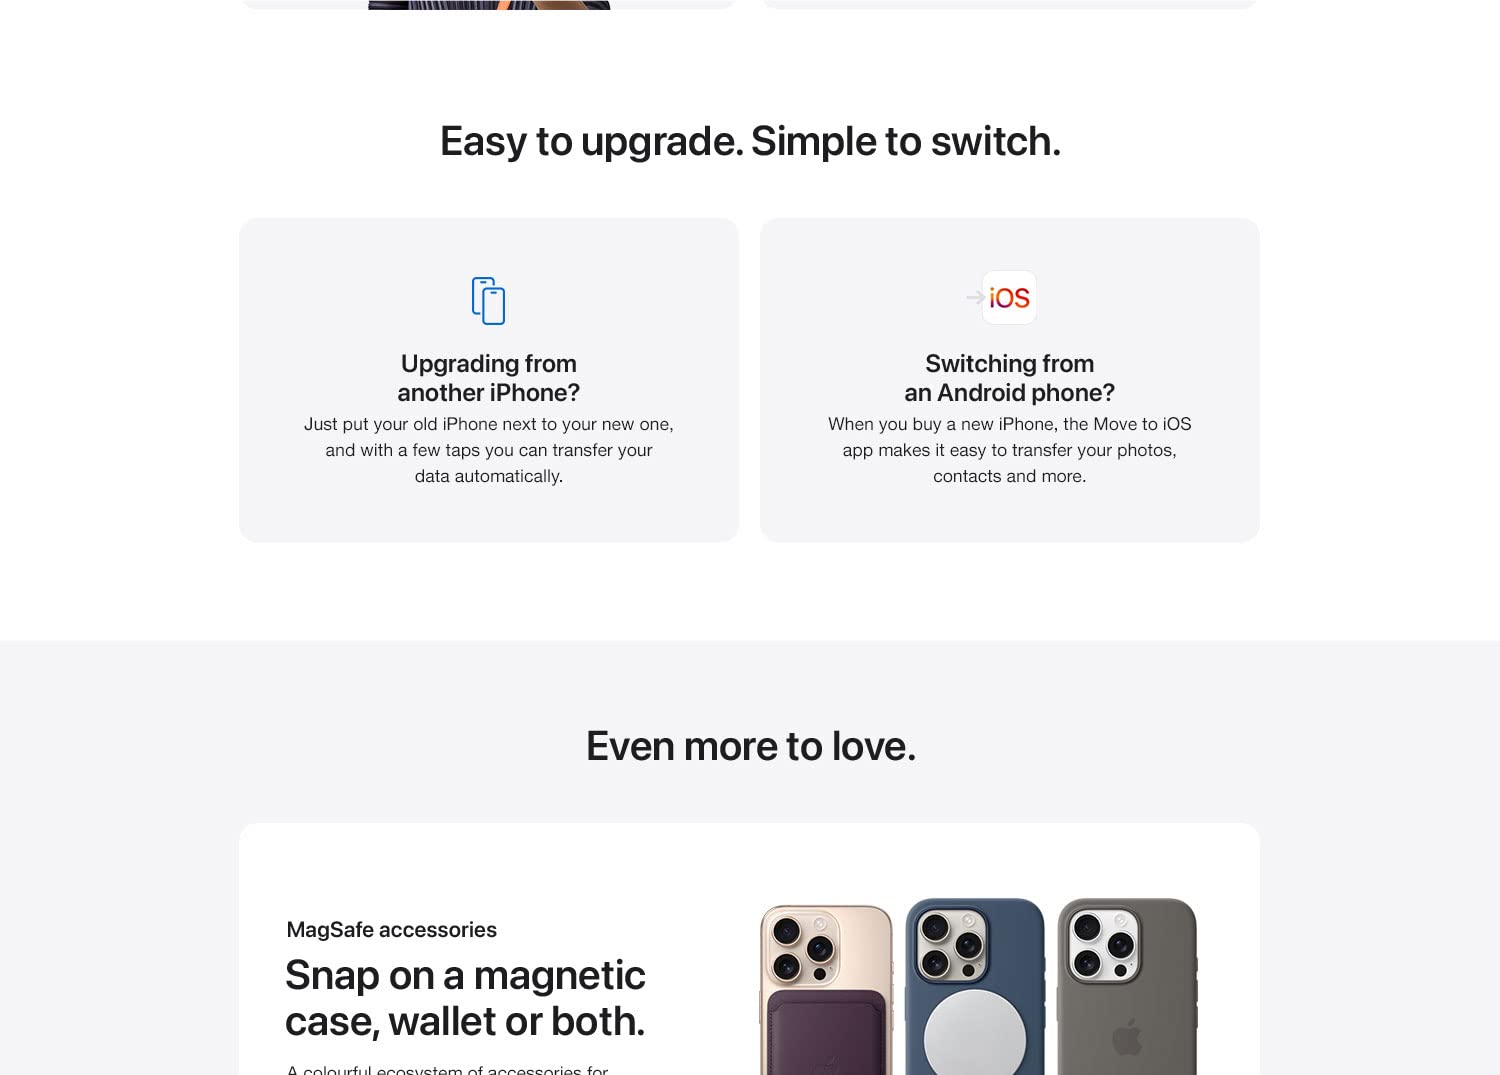 Easy to upgrade. Simple to switch.
iOS
Upgrading from
another iPhone?
Just put your old iPhone next to your new one,
and with a few taps you can transfer your
data automatically.
Switching from
an Android phone?
When you buy a new iPhone, the Move to iOS
app makes it easy to transfer your photos,
contacts and more.
Even more to love.
MagSafe accessories
Snap on a magnetic
case, wallet or both.
A colourful ecosystem of accessories for